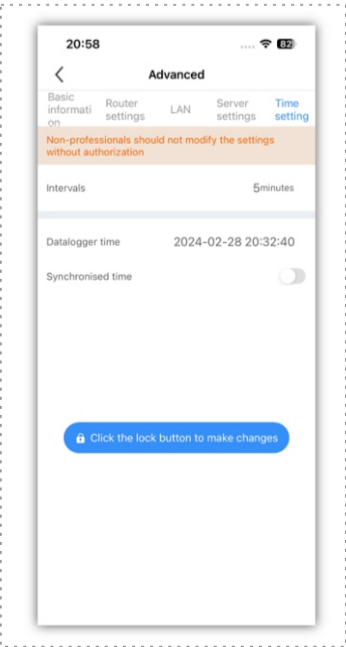 20:58
82
Advanced
Basic
informati
on
Router
settings
LAN
Server
settings
Time
setting
Non-professionals should not modify the settings
without authorization
Intervals
5minutes
Datalogger time
2024-02-28 20:32:40
Synchronised time
Click the lock button to make changes